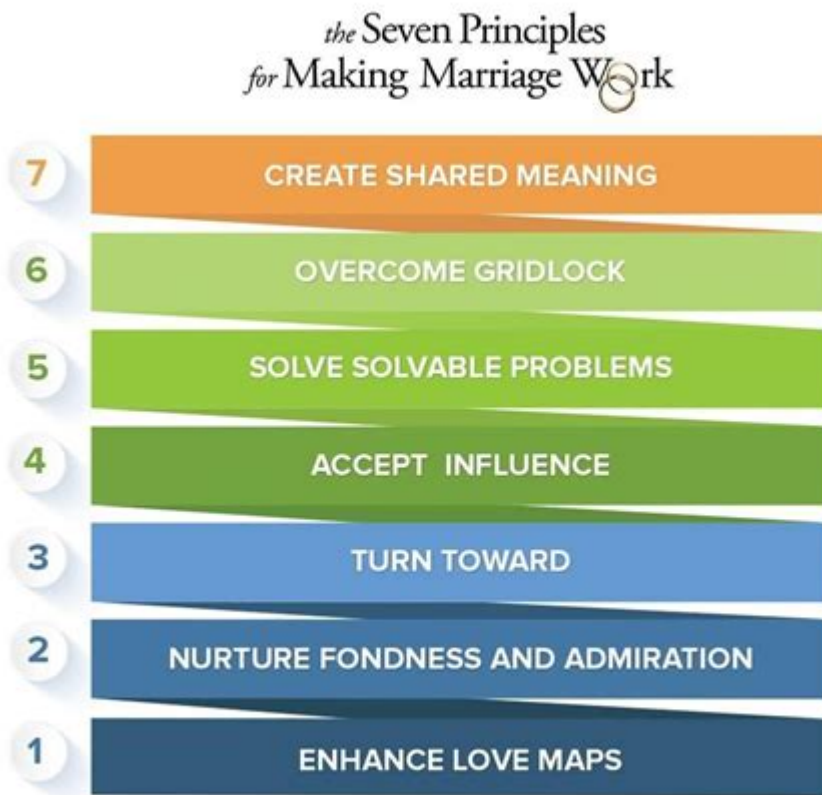 the Seven Principles
for Making Marriage Work
7
CREATE SHARED MEANING
6
OVERCOME GRIDLOCK
5
SOLVE SOLVABLE PROBLEMS
4
ACCEPT INFLUENCE
3
TURN TOWARD
2
NURTURE FONDNESS AND ADMIRATION
1
ENHANCE LOVE MAPS